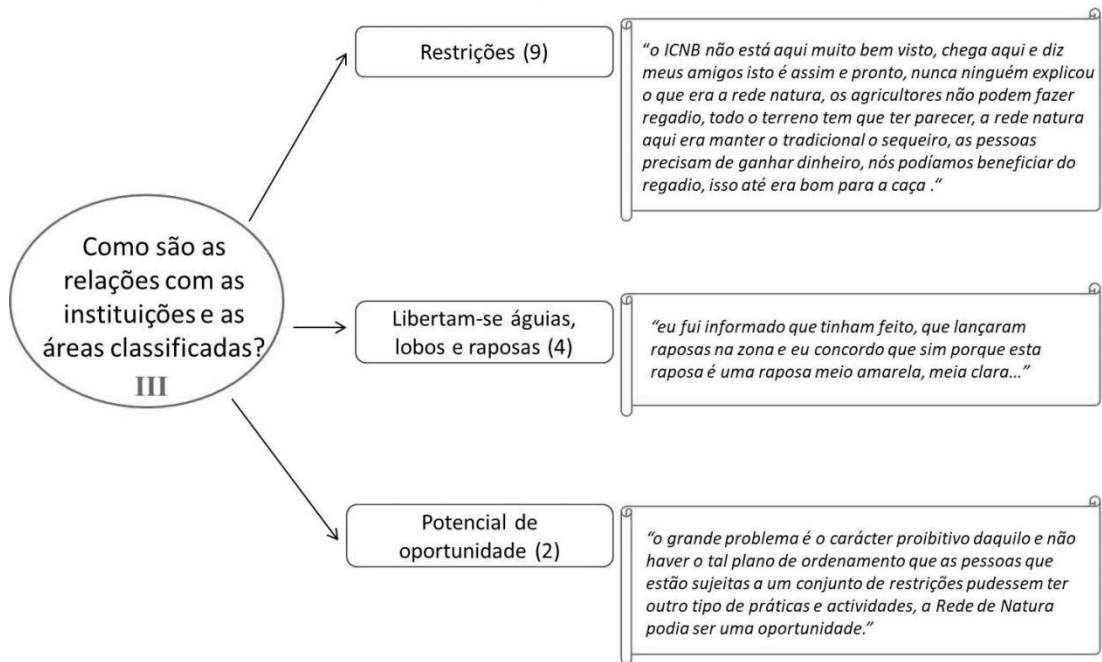 Como são as
relações com as
instituições e as
áreas classificadas?
III
Restrições (9)
“o ICNB não está aqui muito bem visto, chega aqui e diz
meus amigos isto é assim e pronto, nunca ninguém explicou
o que era a rede natura, os agricultores não podem fazer
regadio, todo o terreno tem que ter parecer, a rede natura
aqui era manter o tradicional o sequeiro, as pessoas
precisam de ganhar dinheiro, nós podíamos beneficiar do
regadio, isso até era bom para a caça .“
Libertam-se águias,
lobos e raposas (4)
“eu fui informado que tinham feito, que lançaram
raposas na zona e eu concordo que sim porque esta
raposa é uma raposa meio amarela, meia clara…”
Potencial de
oportunidade (2)
“o grande problema é o carácter proibitivo daquilo e não
haver o tal plano de ordenamento que as pessoas que
estão sujeitas a um conjunto de restrições pudessem ter
outro tipo de práticas e actividades, a Rede de Natura
podia ser uma oportunidade.”